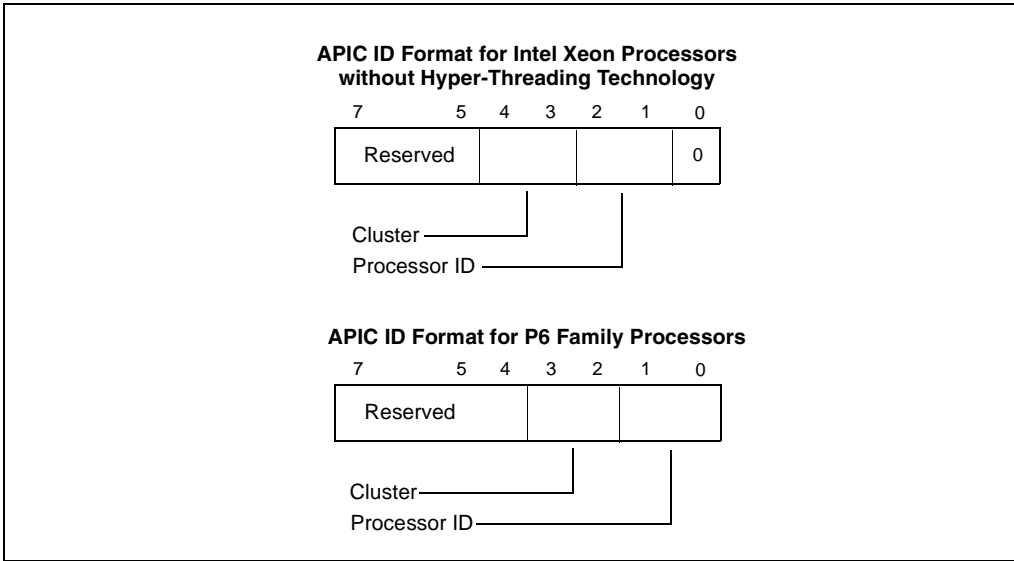 APIC ID Format for Intel Xeon Processors
without Hyper-Threading Technology
7 5 4 3 2 1 0
Reserved 0
Cluster
Processor ID
APIC ID Format for P6 Family Processors
7 5 4 3 2 1 0
Reserved
Cluster
Processor ID